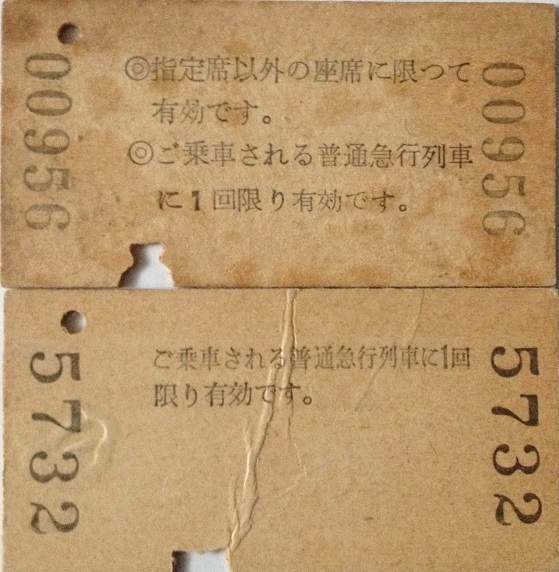 00956
◎指定席以外の座席に限つて
有効です。
◎ご乗車される普通急行列車
に1回限り有効です。
00956
5732
ご乗車される普通急行列車に1回
限り有効です。
5732